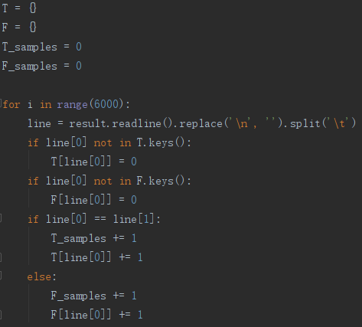 T = {}
F = {}
T_samples = 0
F_samples = 0

for i in range(6000):
    line = result.readline().replace('\n', '').split('\t')
    if line[0] not in T.keys():
        T[line[0]] = 0
    if line[0] not in F.keys():
        F[line[0]] = 0
    if line[0] == line[1]:
        T_samples += 1
        T[line[0]] += 1
    else:
        F_samples += 1
        F[line[0]] += 1